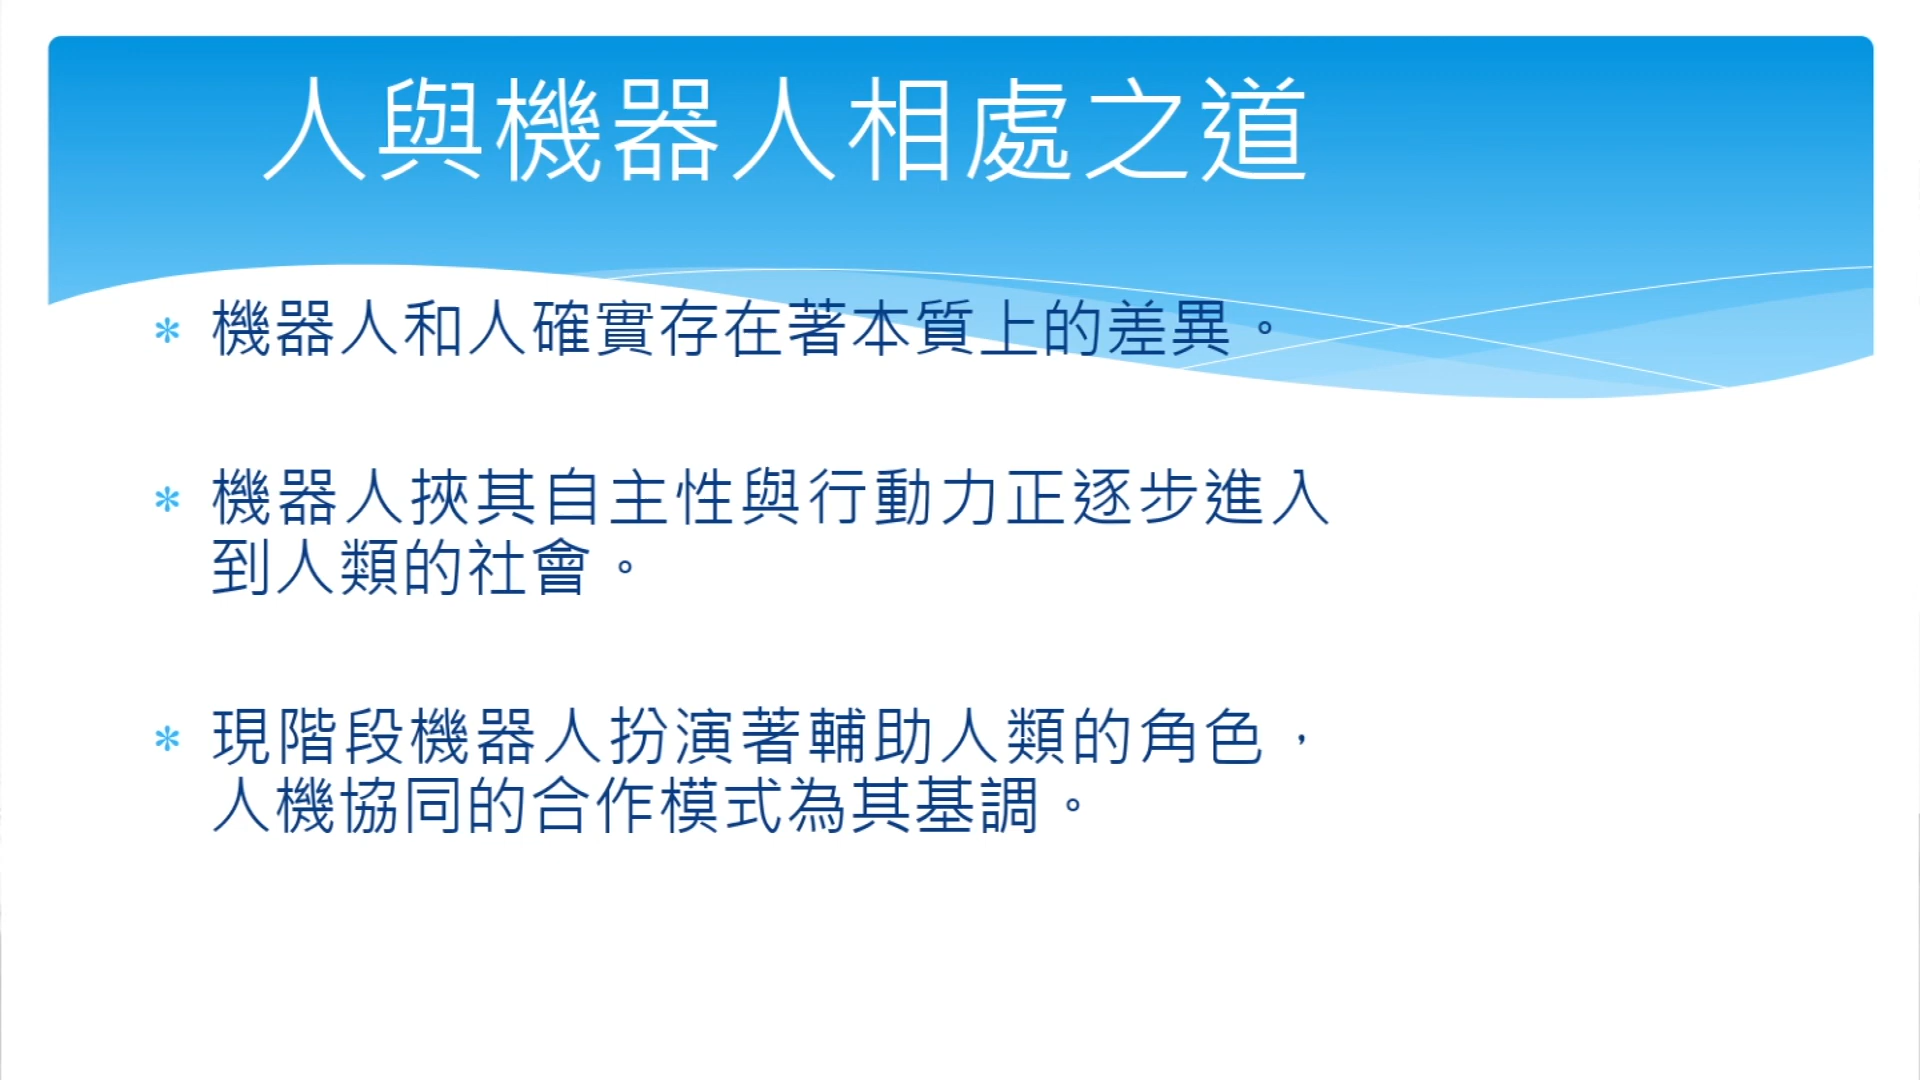 人與機器人相處之道
* 機器人和人確實存在著本質上的差異。
* 機器人挾其自主性與行動力正逐步進入
到人類的社會。
* 現階段機器人扮演著輔助人類的角色，
人機協同的合作模式為其基調。